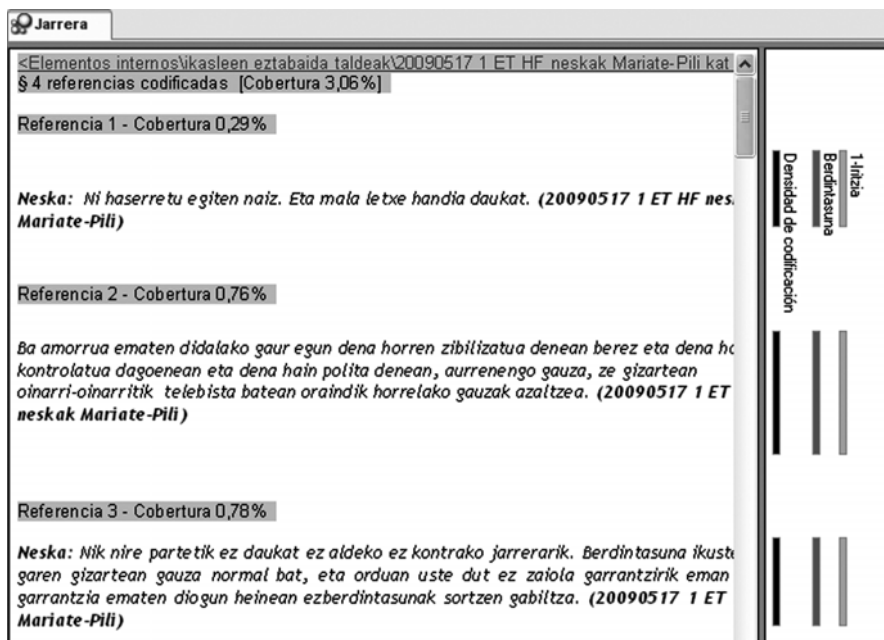 Jarrera
<Elementos internos\ikasleen eztabaida taldeak\20090517 1 ET HF neskak Mariate-Pili kat
§ 4 referencias codificadas [Cobertura 3,06%]
Referencia 1 - Cobertura 0,29%
Neska: Ni haserretu egiten naiz. Eta mala letxe handia daukat. (20090517 1 ET HF nes
Mariate-Pili)
Referencia 2 - Cobertura 0,76%
Ba amorrua ematen didalako gaur egun dena horren zibilizatua denean berez eta dena ho
kontrolatua dagoenean eta dena hain polita denean, aurrenengo gauza, ze gizartean
oinarri-oinarritik telebista batean oraindik horrelako gauzak azaltzea. (20090517 1 ET
neskak Mariate-Pili)
Referencia 3 - Cobertura 0,78%
Neska: Nik nire partetik ez daukat ez aldeko ez kontrako jarrerarik. Berdintasuna ikuste
garen gizartean gauza normal bat, eta orduan uste dut ez zaiola garrantzirik eman
garrantzia ematen diogun heinean ezberdintasunak sortzen gabiltza. (20090517 1 ET
Mariate-Pili)
1-Iritzia
Berdintasuna
Densidad de codificación